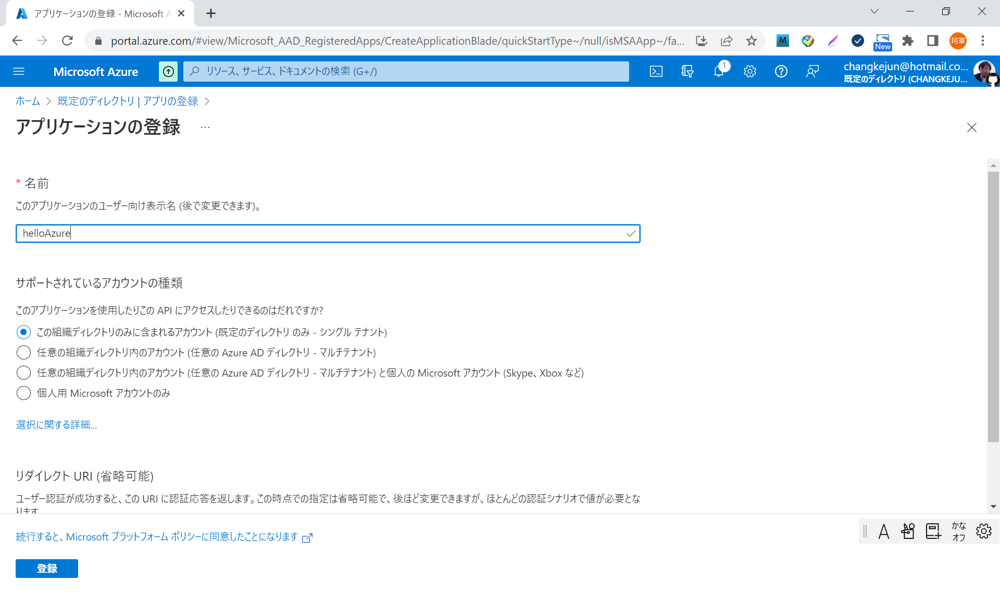 アプリケーションの登録 - Microsoft A
portal.azure.com/#view/Microsoft_AAD_RegisteredApps/CreateApplicationBlade/quickStartType~/null/isMSAApp~/fa...
M
New
珂軍
Microsoft Azure
リソース、サービス、ドキュメントの検索 (G+/)
1
changkejun@hotmail.co...
既定のディレクトリ (CHANGKEJU...
ホーム > 既定のディレクトリ | アプリの登録 >
アプリケーションの登録 ...
* 名前
このアプリケーションのユーザー向け表示名 (後で変更できます)。
helloAzure
サポートされているアカウントの種類
このアプリケーションを使用したりこの API にアクセスしたりできるのはだれですか?
この組織ディレクトリのみに含まれるアカウント (既定のディレクトリ のみ - シングル テナント)
任意の組織ディレクトリ内のアカウント (任意の Azure AD ディレクトリ - マルチテナント)
任意の組織ディレクトリ内のアカウント (任意の Azure AD ディレクトリ - マルチテナント) と個人の Microsoft アカウント (Skype、Xbox など)
個人用 Microsoft アカウントのみ
選択に関する詳細...
リダイレクト URI (省略可能)
ユーザー認証が成功すると、この URI に認証応答を返します。この時点での指定は省略可能で、後ほど変更できますが、ほとんどの認証シナリオで値が必要とな
ります
続行すると、Microsoft プラットフォーム ポリシーに同意したことになります
A
かな
オフ
登録